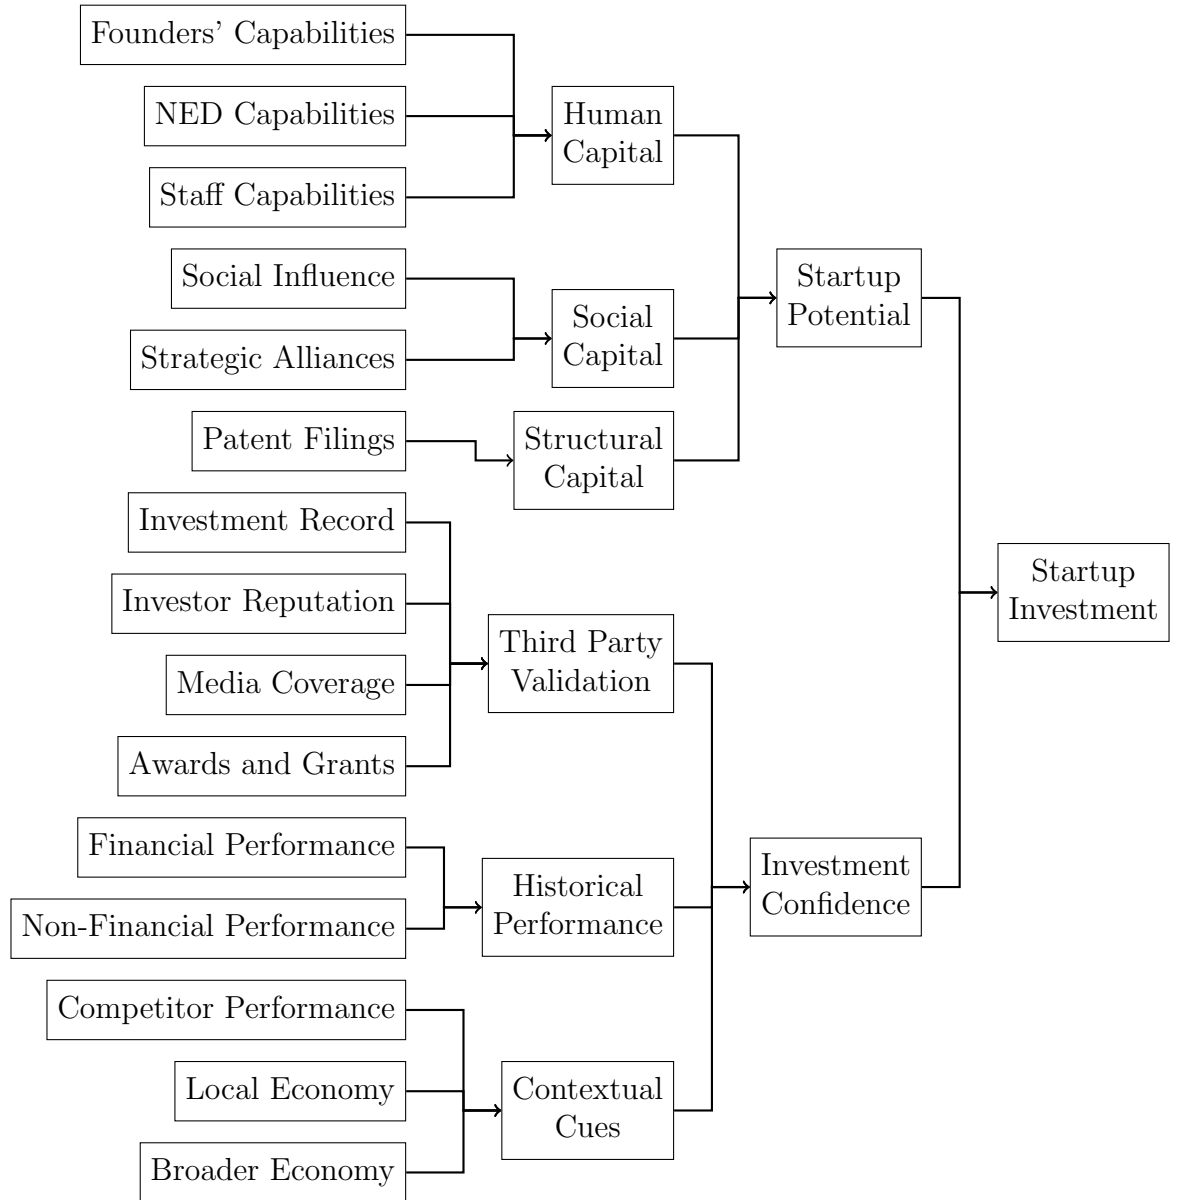 Founders’ Capabilities
NED Capabilities
Staff Capabilities
Social Influence
Strategic Alliances
Patent Filings
Investment Record
Investor Reputation
Media Coverage
Awards and Grants
Financial Performance
Non-Financial Performance
Competitor Performance
Local Economy
Broader Economy
Human
Capital
Social
Capital
Structural
Capital
Third Party
Validation
Historical
Performance
Contextual
Cues
Startup
Potential
Investment
Confidence
Startup
Investment